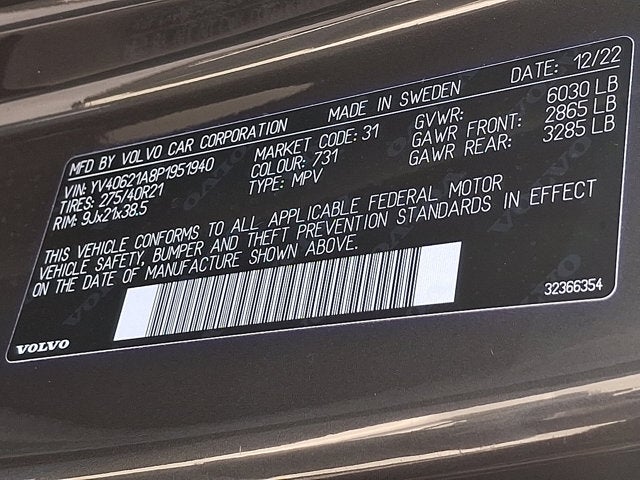 MFD BY VOLVO CAR CORPORATION MADE IN SWEDEN DATE: 12/22
VIN: YV40621A8P1951940 MARKET CODE: 31 GVWR: 6030 LB
TIRES: 275/40R21 COLOUR: 731 GAWR FRONT: 2865 LB
RIM: 9Jx21x38.5 TYPE: MPV GAWR REAR: 3285 LB
THIS VEHICLE CONFORMS TO ALL APPLICABLE FEDERAL MOTOR
VEHICLE SAFETY, BUMPER AND THEFT PREVENTION STANDARDS IN EFFECT
ON THE DATE OF MANUFACTURE SHOWN ABOVE.
32366354
VOLVO